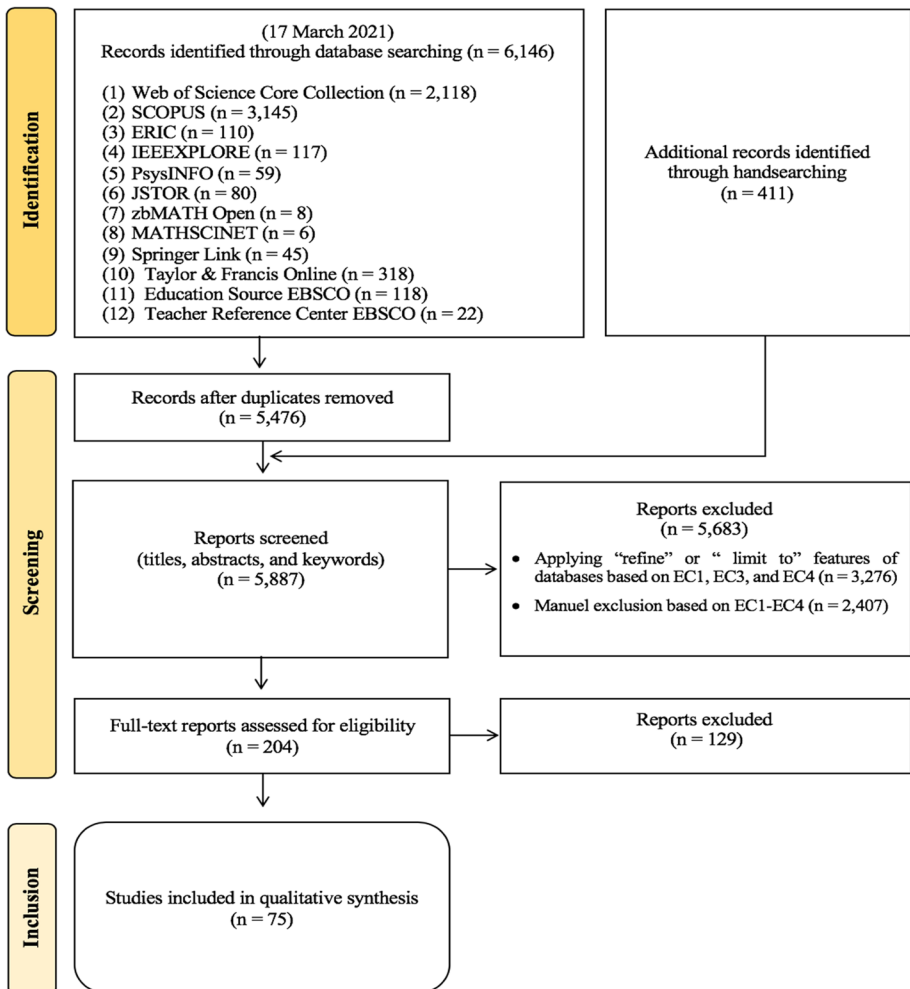 Identification
(17 March 2021)
Records identified through database searching (n = 6,146)
(1) Web of Science Core Collection (n = 2,118)
(2) SCOPUS (n = 3,145)
(3) ERIC (n = 110)
(4) IEEEXPLORE (n = 117)
(5) PsysINFO (n = 59)
(6) JSTOR (n = 80)
(7) zbMATH Open (n = 8)
(8) MATHSCINET (n = 6)
(9) Springer Link (n = 45)
(10) Taylor & Francis Online (n = 318)
(11) Education Source EBSCO (n = 118)
(12) Teacher Reference Center EBSCO (n = 22)
Additional records identified
through handsearching
(n = 411)
Screening
Records after duplicates removed
(n = 5,476)
Reports screened
(titles, abstracts, and keywords)
(n = 5,887)
Reports excluded
(n = 5,683)
• Applying “refine” or “ limit to” features of
databases based on EC1, EC3, and EC4 (n = 3,276)
• Manuel exclusion based on EC1-EC4 (n = 2,407)
Full-text reports assessed for eligibility
(n = 204)
Reports excluded
(n = 129)
Inclusion
Studies included in qualitative synthesis
(n = 75)